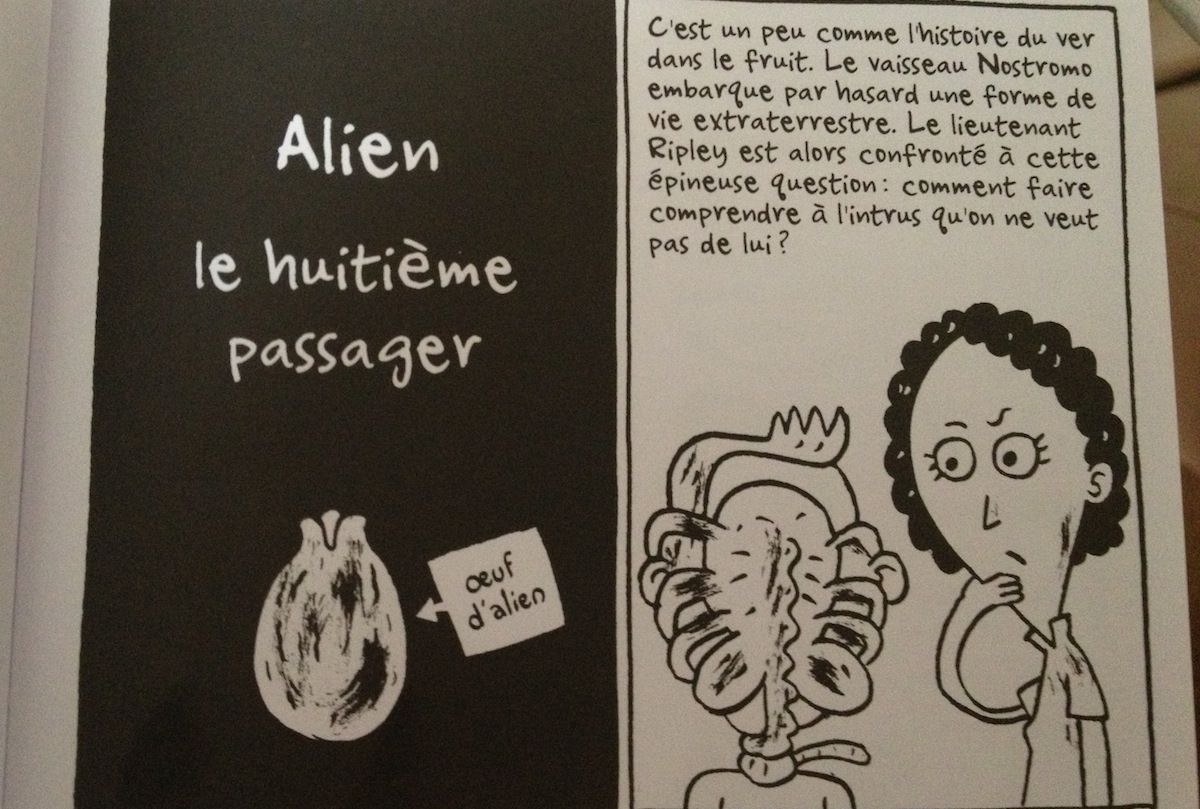 Alien
le huitième
passager
œuf
d'alien
C'est un peu comme l'histoire du ver
dans le fruit. Le vaisseau Nostromo
embarque par hasard une forme de
vie extraterrestre. Le lieutenant
Ripley est alors confronté à cette
épineuse question : comment faire
comprendre à l'intrus qu'on ne veut
pas de lui ?